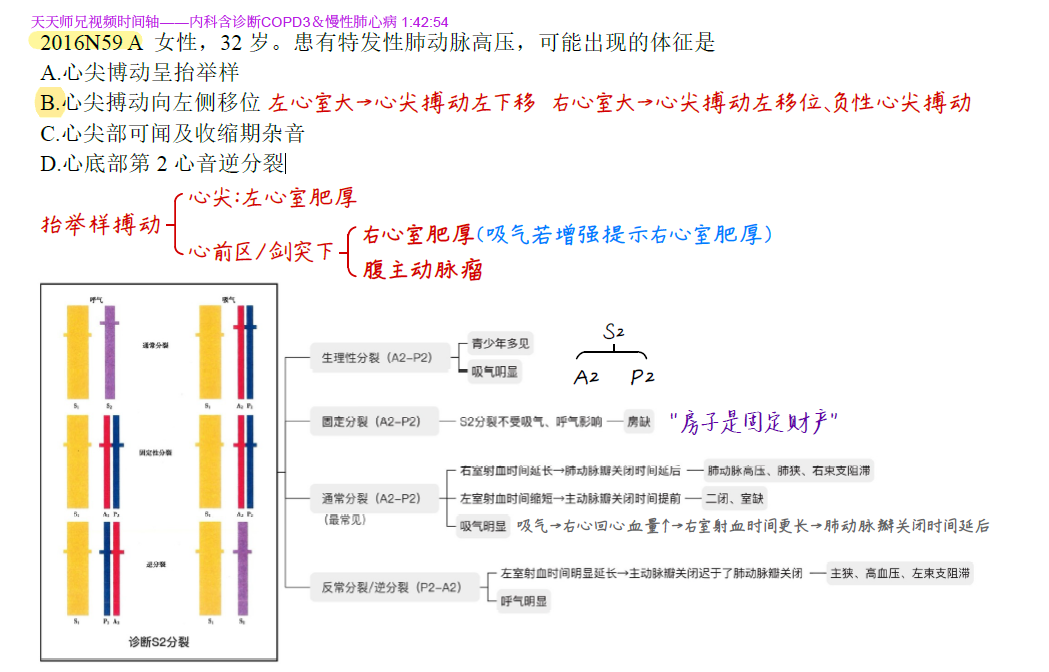 天天师兄视频时间轴——内科含诊断COPD3＆慢性肺心病 1:42:54
2016N59 A 女性，32 岁。患有特发性肺动脉高压，可能出现的体征是
A.心尖博动呈抬举样
B.心尖搏动向左侧移位 左心室大→心尖搏动左下移 右心室大→心尖搏动左移位、负性心尖搏动
C.心尖部可闻及收缩期杂音
D.心底部第 2 心音逆分裂
抬举样搏动
心尖:左心室肥厚
心前区/剑突下
右心室肥厚(吸气若增强提示右心室肥厚)
腹主动脉瘤
呼气 吸气
通常分裂
S₁ S₂ S₁ A₂ P₂
固定性分裂
S₁ A₂ P₂ S₁ A₂ P₂
逆分裂
S₁ P₂ A₂ S₁ S₂
诊断S2分裂
生理性分裂（A2-P2）
青少年多见
吸气明显
S2
A2 P2
固定分裂（A2-P2） S2分裂不受吸气、呼气影响 房缺 "房子是固定财产"
通常分裂（A2-P2）
(最常见)
右室射血时间延长→肺动脉瓣关闭时间延后 肺动脉高压、肺狭、右束支阻滞
左室射血时间缩短→主动脉瓣关闭时间提前 二闭、室缺
吸气明显 吸气→右心回心血量↑→右室射血时间更长→肺动脉瓣关闭时间延后
反常分裂/逆分裂（P2-A2）
左室射血时间明显延长→主动脉瓣关闭迟于了肺动脉瓣关闭 主狭、高血压、左束支阻滞
呼气明显